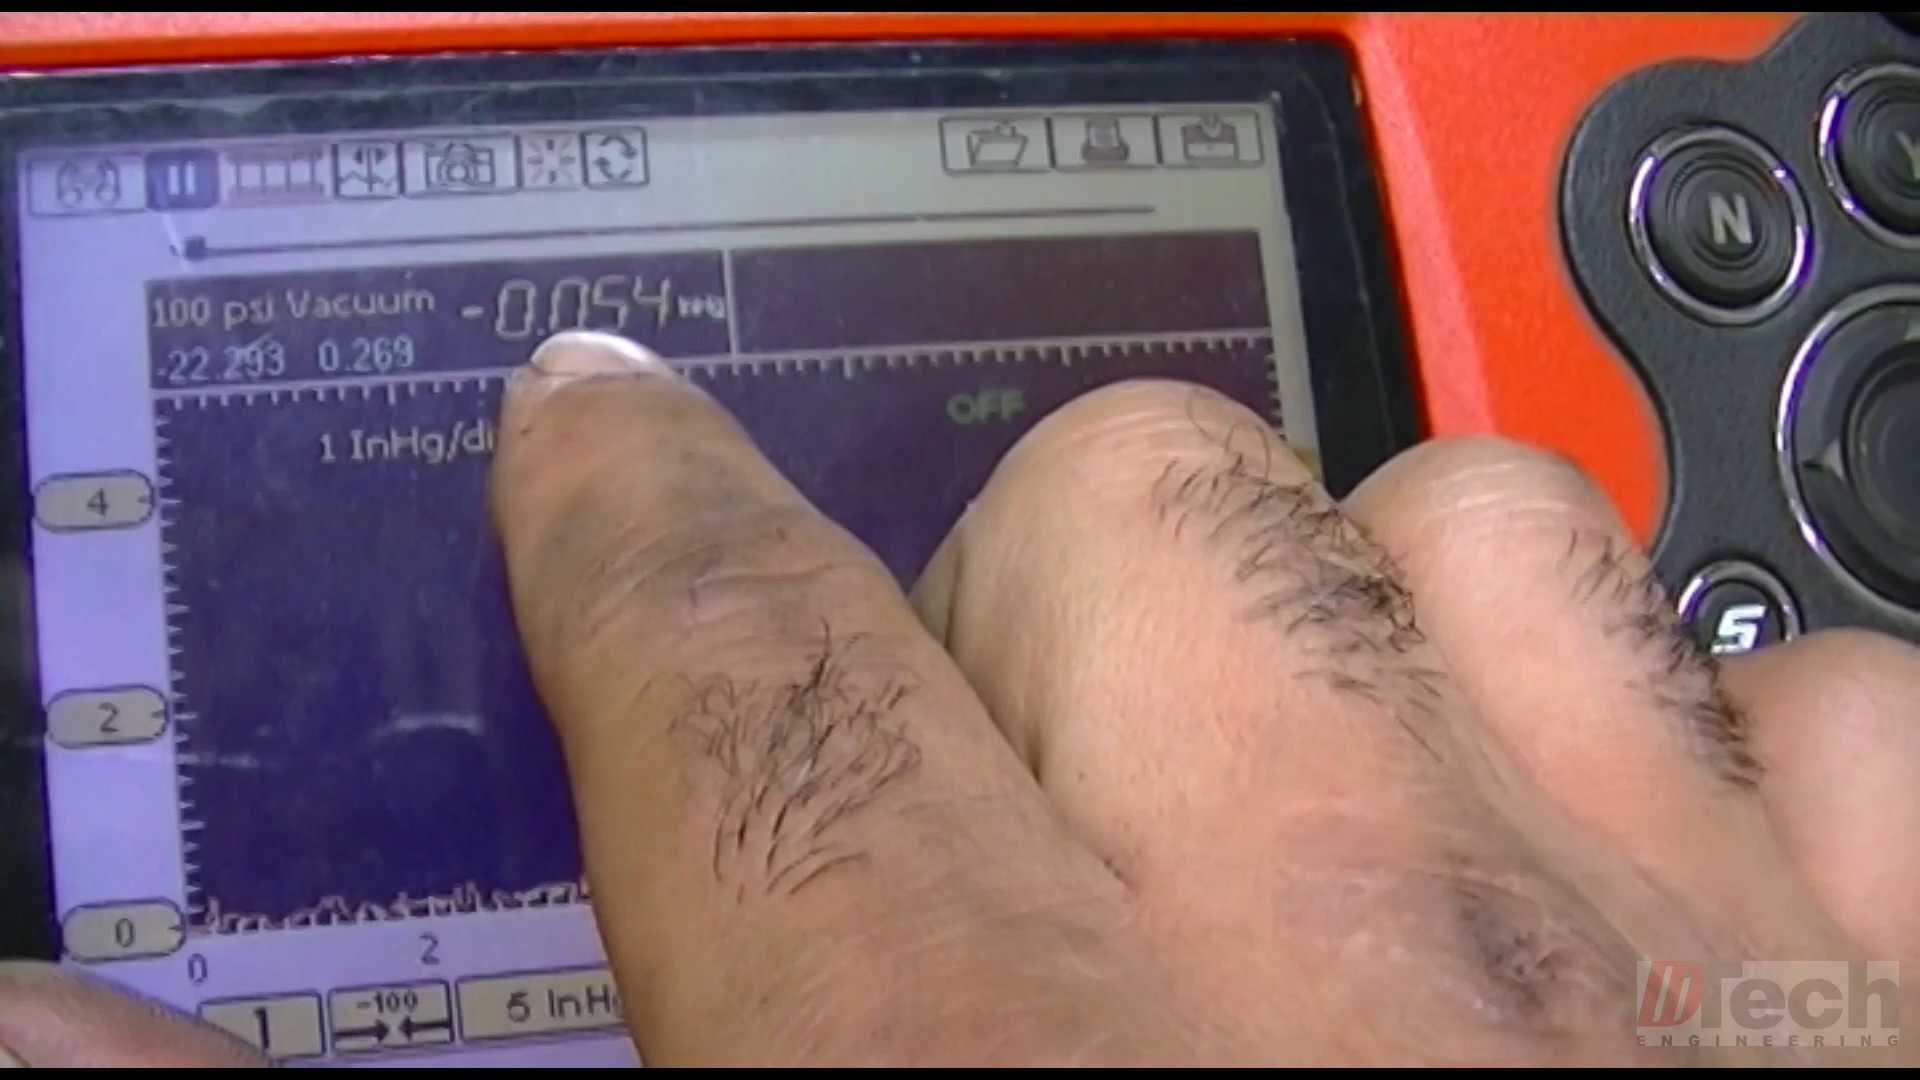 100 psi Vacuum -0.054
-22.293 0.269
1 InHg/di
OFF
4
2
0
0
2
1
-100
5 InH
N
Y
S
Tech
ENGINEERING